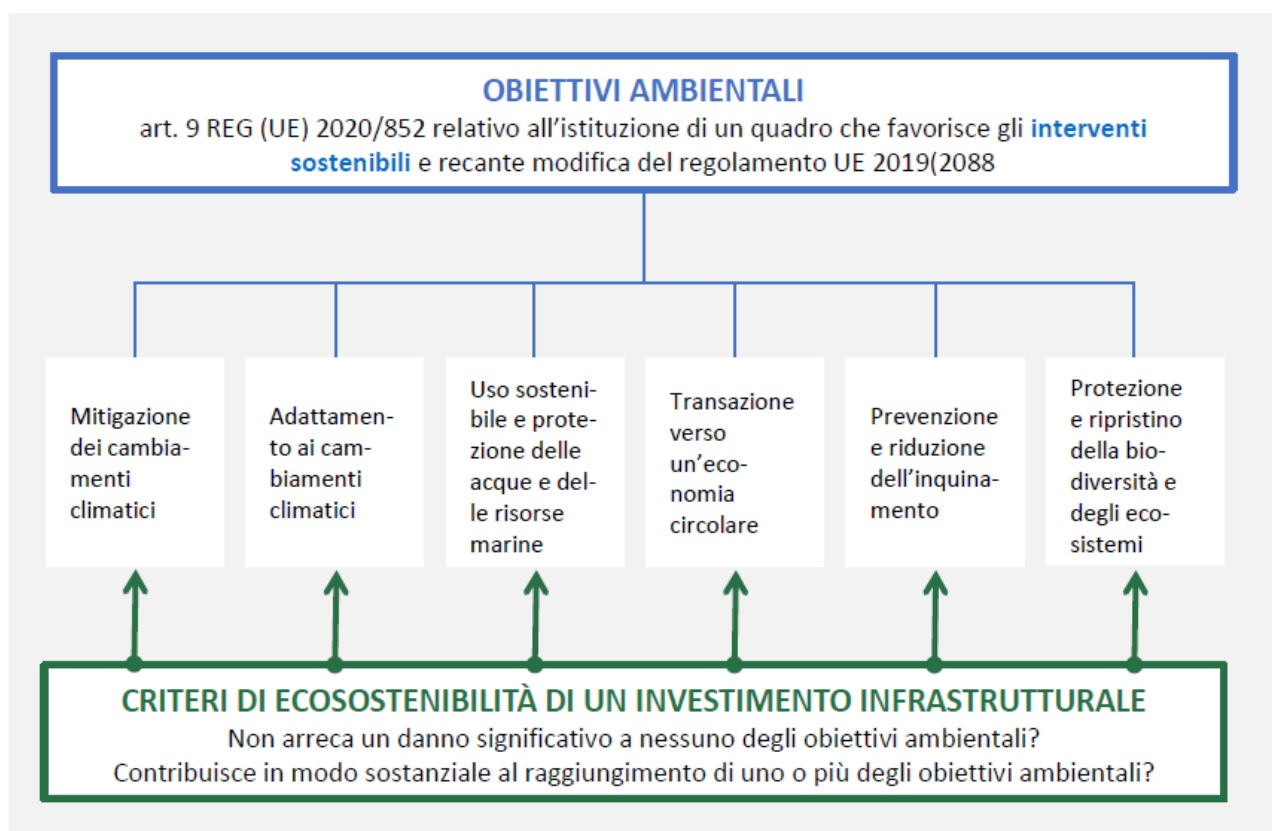 OBIETTIVI AMBIENTALI
art. 9 REG (UE) 2020/852 relativo all'istituzione di un quadro che favorisce gli interventi
sostenibili e recante modifica del regolamento UE 2019(2088
Mitigazione
dei cambia-
menti
climatici
Adattamen-
to ai cam-
biamenti
climatici
Uso sosteni-
bile e prote-
zione delle
acque e del-
le risorse
marine
Transazione
verso
un'eco-
nomia
circolare
Prevenzione
e riduzione
dell'inquina-
mento
Protezione
e ripristino
della bio-
diversità e
degli eco-
sistemi
CRITERI DI ECOSOSTENIBILITÀ DI UN INVESTIMENTO INFRASTRUTTURALE
Non arreca un danno significativo a nessuno degli obiettivi ambientali?
Contribuisce in modo sostanziale al raggiungimento di uno o più degli obiettivi ambientali?